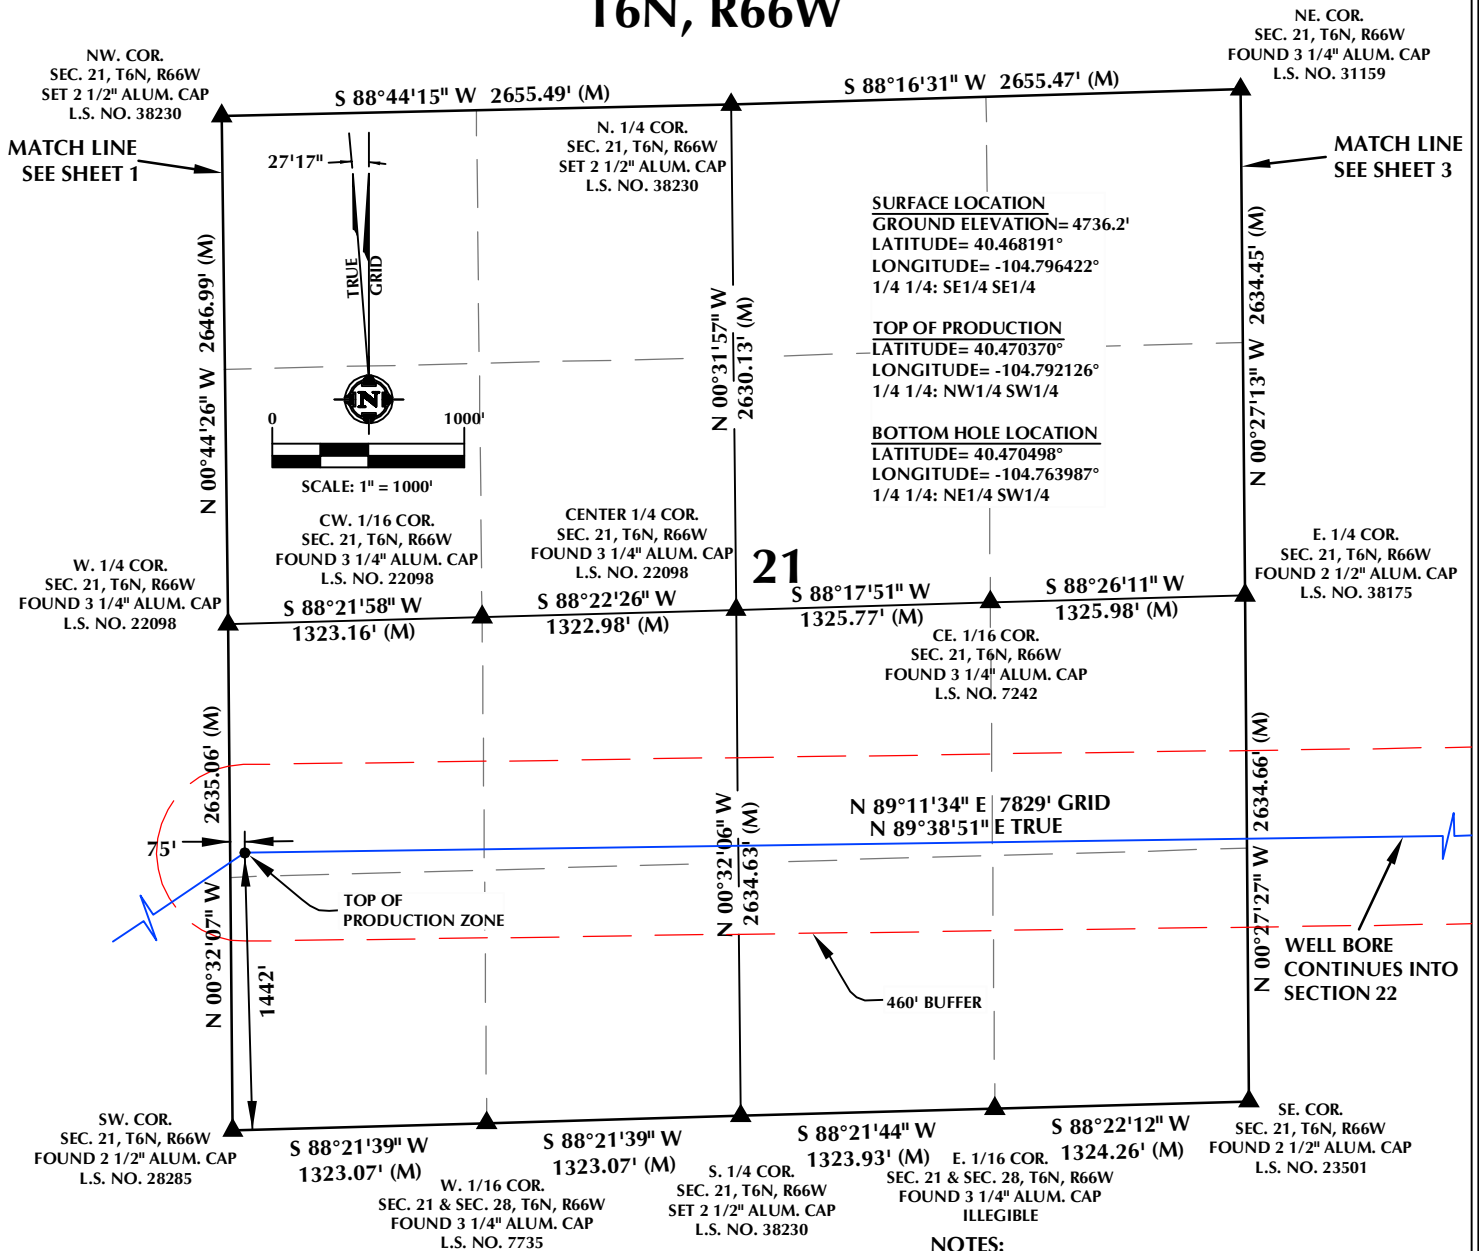 T6N, R66W
NW. COR.
SEC. 21, T6N, R66W
SET 2 1/2" ALUM. CAP
L.S. NO. 38230
S 88°44'15" W 2655.49' (M)
S 88°16'31" W 2655.47' (M)
NE. COR.
SEC. 21, T6N, R66W
FOUND 3 1/4" ALUM. CAP
L.S. NO. 31159
MATCH LINE
SEE SHEET 1
27'17"
TRUE
GRID
N
N. 1/4 COR.
SEC. 21, T6N, R66W
SET 2 1/2" ALUM. CAP
L.S. NO. 38230
MATCH LINE
SEE SHEET 3
SURFACE LOCATION
GROUND ELEVATION= 4736.2'
LATITUDE= 40.468191°
LONGITUDE= -104.796422°
1/4 1/4: SE1/4 SE1/4
TOP OF PRODUCTION
LATITUDE= 40.470370°
LONGITUDE= -104.792126°
1/4 1/4: NW1/4 SW1/4
BOTTOM HOLE LOCATION
LATITUDE= 40.470498°
LONGITUDE= -104.763987°
1/4 1/4: NE1/4 SW1/4
N 00°44'26" W 2646.99' (M)
N 00°31'57" W
2630.13' (M)
N 00°27'13" W 2634.45' (M)
0 1000'
SCALE: 1" = 1000'
CW. 1/16 COR.
SEC. 21, T6N, R66W
FOUND 3 1/4" ALUM. CAP
L.S. NO. 22098
CENTER 1/4 COR.
SEC. 21, T6N, R66W
FOUND 3 1/4" ALUM. CAP
L.S. NO. 22098
21
W. 1/4 COR.
SEC. 21, T6N, R66W
FOUND 3 1/4" ALUM. CAP
L.S. NO. 22098
E. 1/4 COR.
SEC. 21, T6N, R66W
FOUND 2 1/2" ALUM. CAP
L.S. NO. 38175
S 88°21'58" W
1323.16' (M)
S 88°22'26" W
1322.98' (M)
S 88°17'51" W
1325.77' (M)
S 88°26'11" W
1325.98' (M)
CE. 1/16 COR.
SEC. 21, T6N, R66W
FOUND 3 1/4" ALUM. CAP
L.S. NO. 7242
N 00°32'07" W 2635.06' (M)
N 00°32'06" W
2634.63' (M)
N 00°27'27" W 2634.66' (M)
N 89°11'34" E 7829' GRID
N 89°38'51" E TRUE
75'
TOP OF
PRODUCTION ZONE
1442'
460' BUFFER
WELL BORE
CONTINUES INTO
SECTION 22
SW. COR.
SEC. 21, T6N, R66W
FOUND 2 1/2" ALUM. CAP
L.S. NO. 28285
S 88°21'39" W
1323.07' (M)
S 88°21'39" W
1323.07' (M)
S 88°21'44" W
1323.93' (M)
S 88°22'12" W
1324.26' (M)
SE. COR.
SEC. 21, T6N, R66W
FOUND 2 1/2" ALUM. CAP
L.S. NO. 23501
W. 1/16 COR.
SEC. 21 & SEC. 28, T6N, R66W
FOUND 3 1/4" ALUM. CAP
L.S. NO. 7735
S. 1/4 COR.
SEC. 21, T6N, R66W
SET 2 1/2" ALUM. CAP
L.S. NO. 38230
E. 1/16 COR.
SEC. 21 & SEC. 28, T6N, R66W
FOUND 3 1/4" ALUM. CAP
ILLEGIBLE
NOTES: